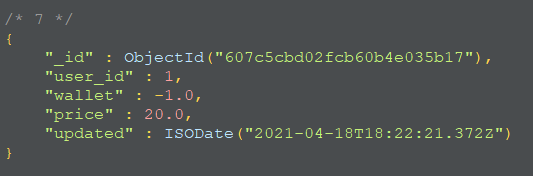 /* 7 */
{
    "_id" : ObjectId("607c5cbd02fcb60b4e035b17"),
    "user_id" : 1,
    "wallet" : -1.0,
    "price" : 20.0,
    "updated" : ISODate("2021-04-18T18:22:21.372Z")
}